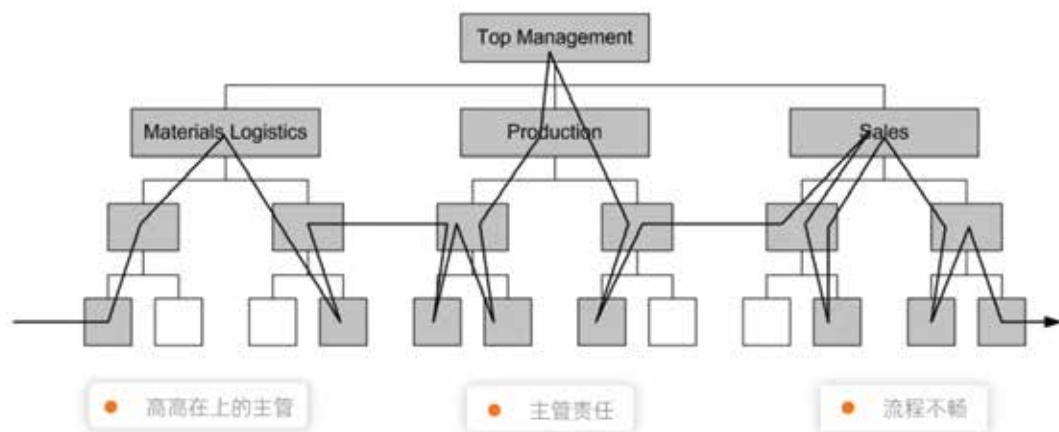 Top Management
Materials Logistics
Production
Sales
高高在上的主管
主管责任
流程不畅